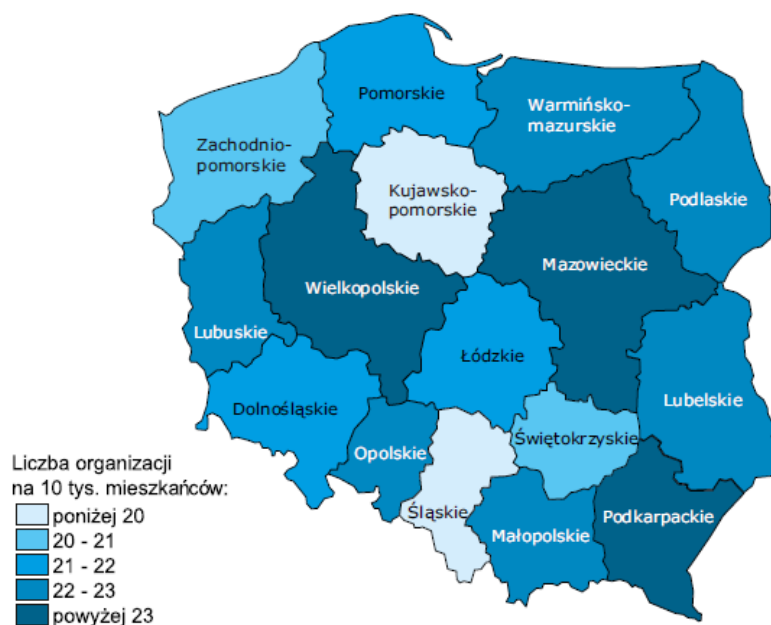 Pomorskie
Warmińsko-
mazurskie
Zachodnio-
pomorskie
Kujawsko-
pomorskie
Podlaskie
Mazowieckie
Wielkopolskie
Lubuskie
Łódzkie
Lubelskie
Dolnośląskie
Świętokrzyskie
Opolskie
Śląskie
Podkarpackie
Małopolskie
Liczba organizacji
na 10 tys. mieszkańców:
poniżej 20
20 - 21
21 - 22
22 - 23
powyżej 23